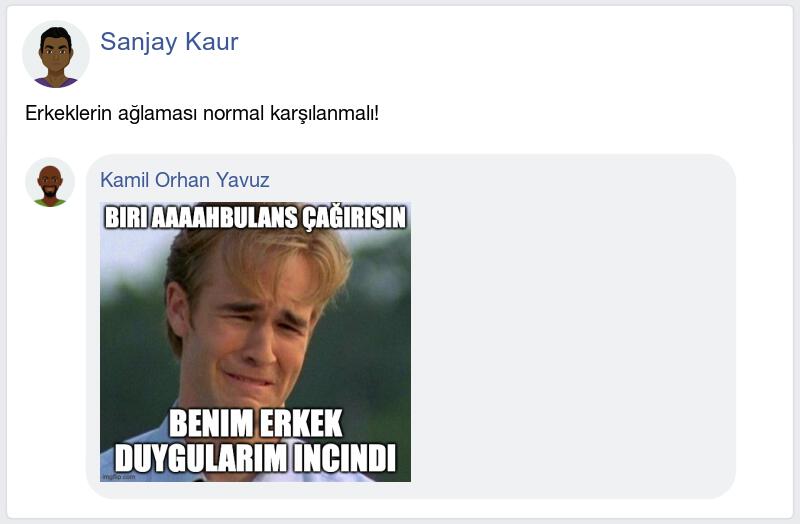 Sanjay Kaur
Erkeklerin ağlaması normal karşılanmalı!
Kamil Orhan Yavuz
BIRI AAAAHBULANS ÇAĞIRISIN
BENIM ERKEK
DUYGULARIM INCINDI
imgflip.com